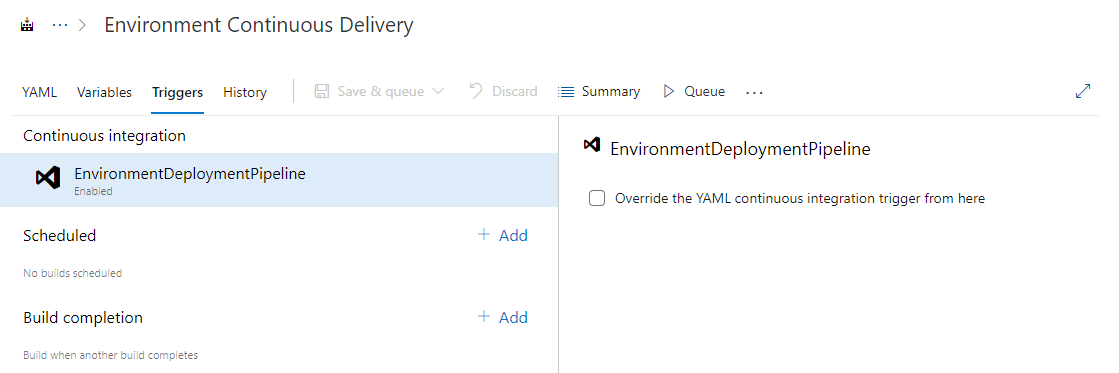 ··· > Environment Continuous Delivery
YAML Variables Triggers History Save & queue Discard Summary Queue ···
Continuous integration
EnvironmentDeploymentPipeline
Enabled
Scheduled + Add
No builds scheduled
Build completion + Add
Build when another build completes
EnvironmentDeploymentPipeline
Override the YAML continuous integration trigger from here